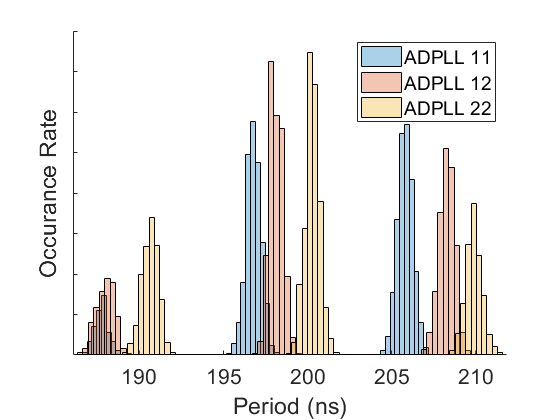 ADPLL 11
ADPLL 12
ADPLL 22
Occurance Rate
190 195 200 205 210
Period (ns)